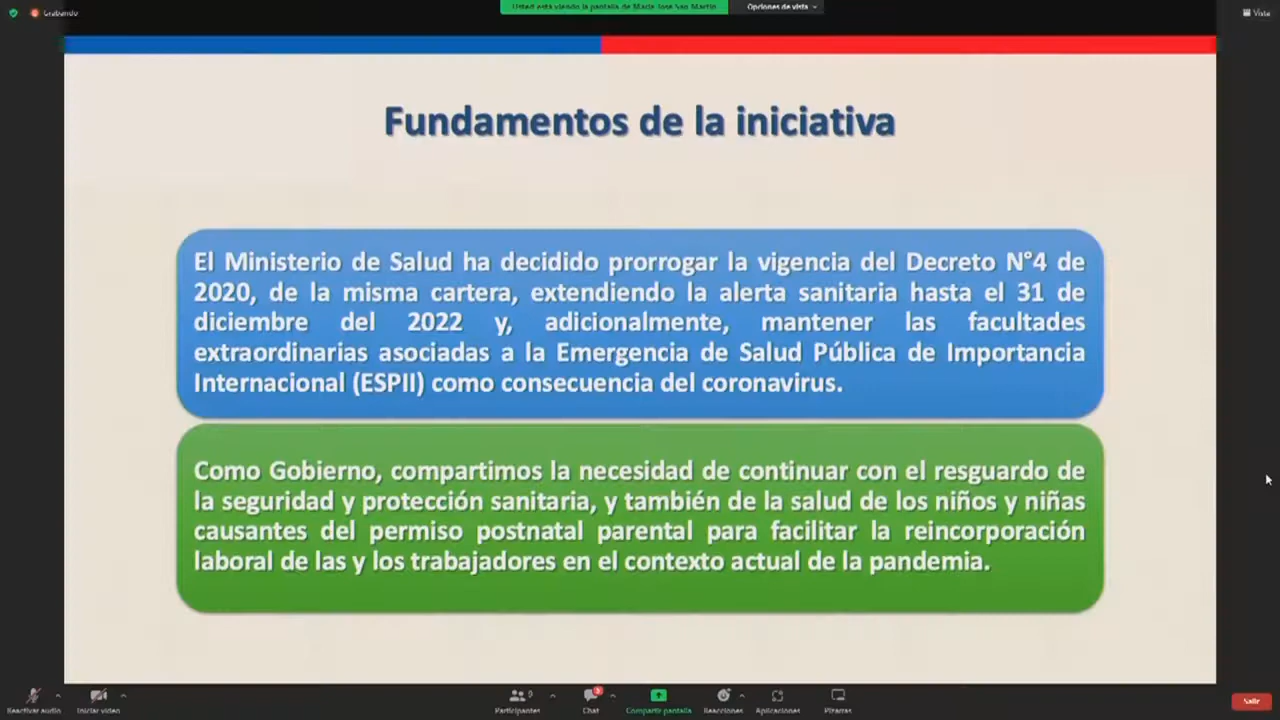 Grabando
Usted está viendo la pantalla de María José San Martín
Opciones de vista
Vista
Fundamentos de la iniciativa
El Ministerio de Salud ha decidido prorrogar la vigencia del Decreto N°4 de
2020, de la misma cartera, extendiendo la alerta sanitaria hasta el 31 de
diciembre del 2022 y, adicionalmente, mantener las facultades
extraordinarias asociadas a la Emergencia de Salud Pública de Importancia
Internacional (ESPII) como consecuencia del coronavirus.
Como Gobierno, compartimos la necesidad de continuar con el resguardo de
la seguridad y protección sanitaria, y también de la salud de los niños y niñas
causantes del permiso postnatal parental para facilitar la reincorporación
laboral de las y los trabajadores en el contexto actual de la pandemia.
Reactivar audio
Iniciar video
Participantes
9
Chat
Compartir pantalla
Reacciones
Aplicaciones
Pizarras
Salir